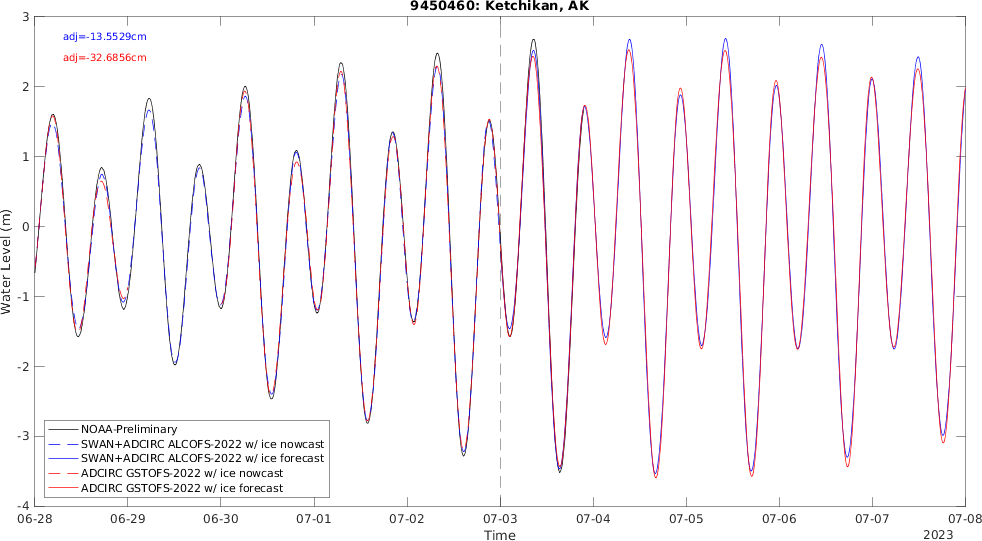 9450460: Ketchikan, AK
adj=-13.5529cm
adj=-32.6856cm
Water Level (m)
3
2
1
0
-1
-2
-3
-4
NOAA-Preliminary
SWAN+ADCIRC ALCOFS-2022 w/ ice nowcast
SWAN+ADCIRC ALCOFS-2022 w/ ice forecast
ADCIRC GSTOFS-2022 w/ ice nowcast
ADCIRC GSTOFS-2022 w/ ice forecast
06-28 06-29 06-30 07-01 07-02 07-03 07-04 07-05 07-06 07-07 07-08
Time
2023